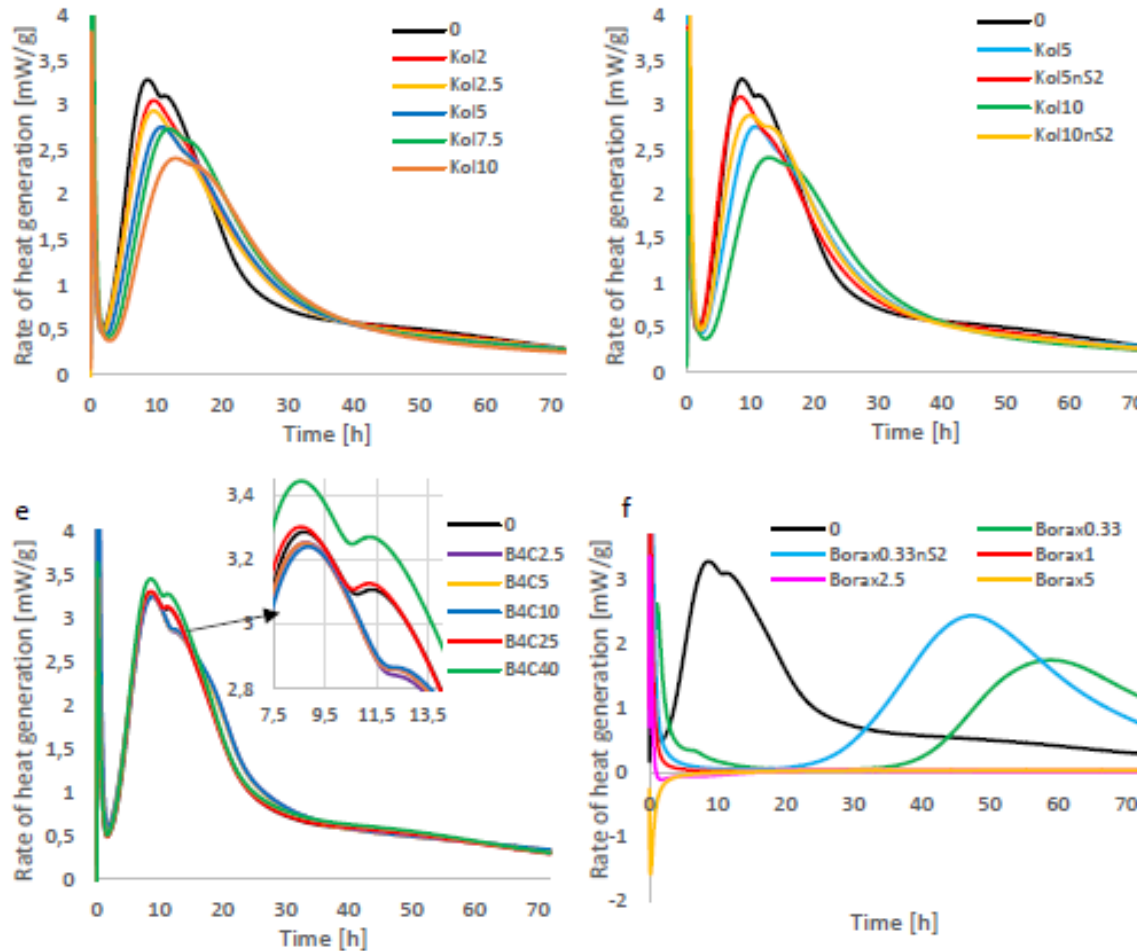 Rate of heat generation [mW/g]
4
3,5
3
2,5
2
1,5
1
0,5
0
0 10 20 30 40 50 60 70
Time [h]
0
Kol2
Kol2.5
Kol5
Kol7.5
Kol10
Rate of heat generation [mW/g]
4
3,5
3
2,5
2
1,5
1
0,5
0
0 10 20 30 40 50 60 70
Time [h]
0
Kol5
Kol5nS2
Kol10
Kol10nS2
e
Rate of heat generation [mW/g]
4
3,5
3
2,5
2
1,5
1
0,5
0
0 10 20 30 40 50 60 70
Time [h]
3,4
3,2
3
2,8
7,5 9,5 11,5 13,5
0
B4C2.5
B4C5
B4C10
B4C25
B4C40
f
Rate of heat generation [mW/g]
3
2
1
0
-1
-2
0 10 20 30 40 50 60 70
Time [h]
0 Borax0.33
Borax0.33nS2 Borax1
Borax2.5 Borax5